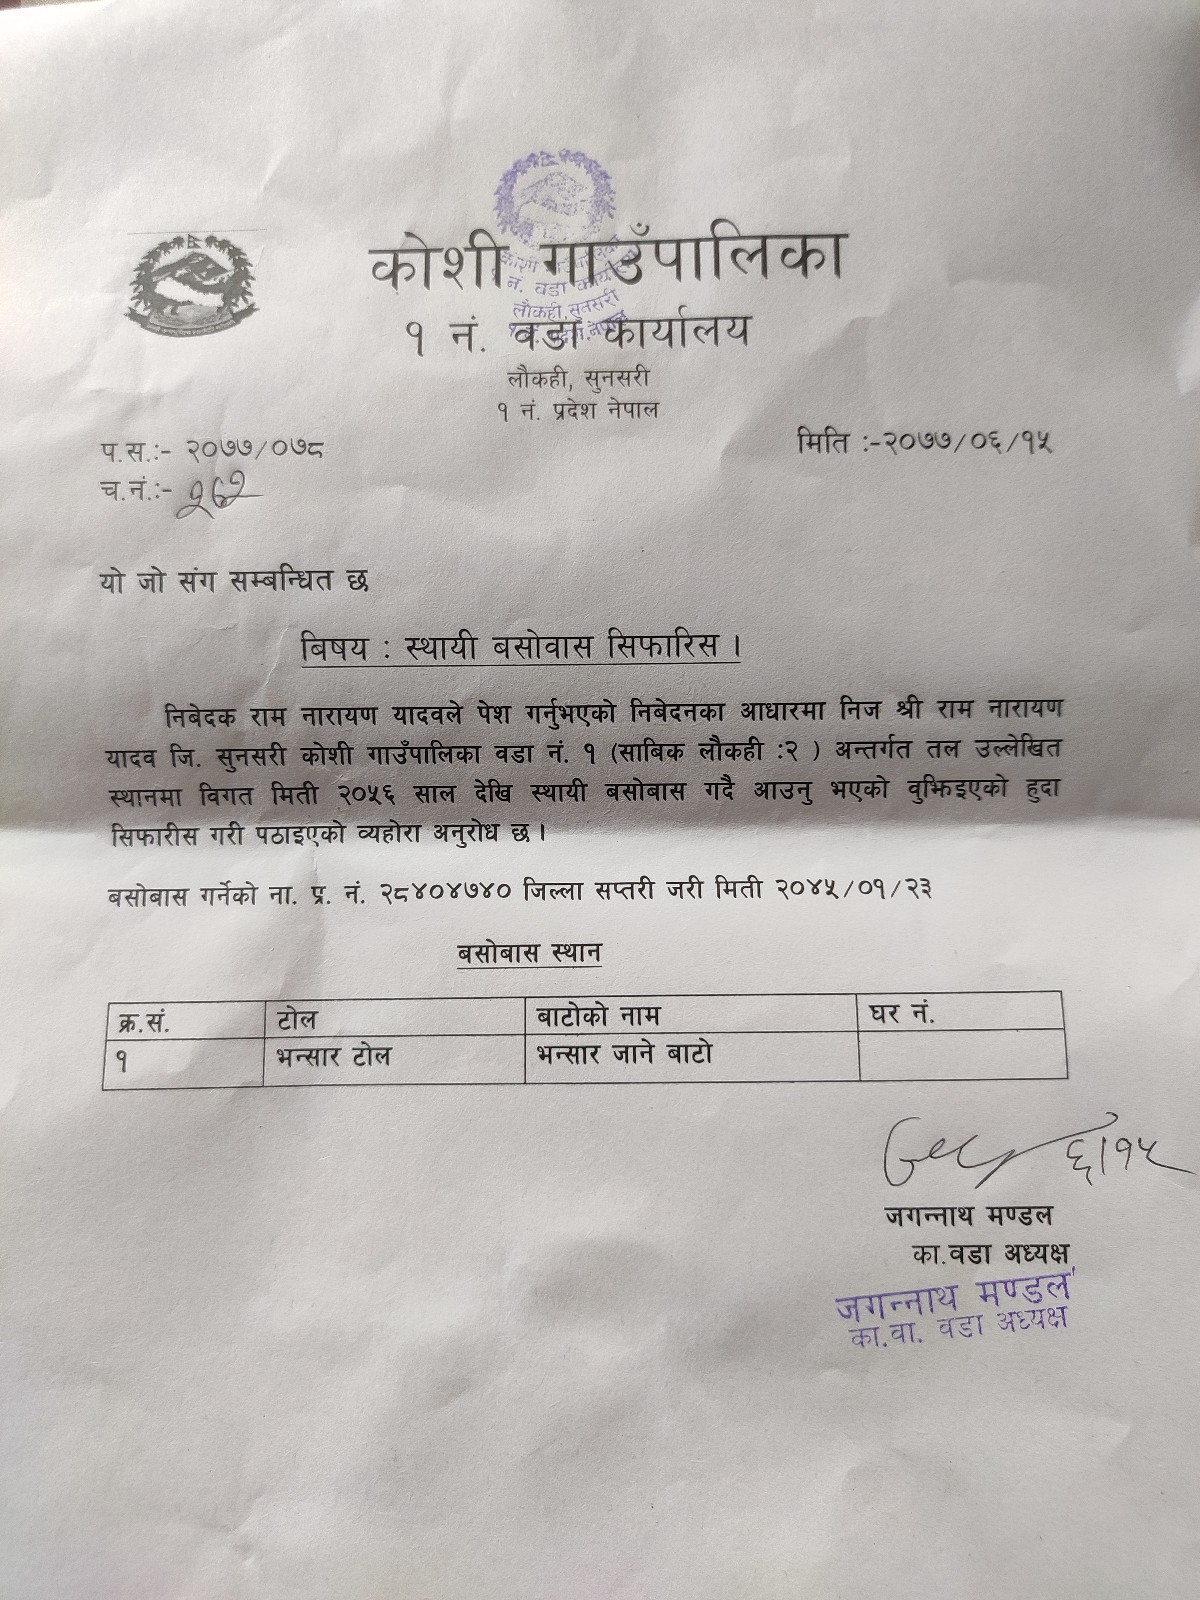 कोशी गाउँपालिका
१ नं. वडा कार्यालय
लौकही, सुनसरी
१ नं. प्रदेश नेपाल
नं. वडा
लौकही, सुनसरी
प.स.:- २०७७/०७८
मिति :-२०७७/०६/१५
च.नं.:- २६२
यो जो संग सम्बन्धित छ
बिषय : स्थायी बसोवास सिफारिस ।
निबेदक राम नारायण यादवले पेश गर्नुभएको निबेदनका आधारमा निज श्री राम नारायण
यादव जि. सुनसरी कोशी गाउँपालिका वडा नं. १ (साबिक लौकही :२ ) अन्तर्गत तल उल्लेखित
स्थानमा विगत मिती २०५६ साल देखि स्थायी बसोबास गदै आउनु भएको वुझिइएको हुदा
सिफारीस गरी पठाइएको व्यहोरा अनुरोध छ ।
बसोबास गर्नेको ना. प्र. नं. २८४०४७४० जिल्ला सप्तरी जरी मिती २०४५/०१/२३
बसोबास स्थान
क्र.सं. टोल बाटोको नाम घर नं.
१ भन्सार टोल भन्सार जाने बाटो
६।१५
जगन्नाथ मण्डल
का.वडा अध्यक्ष
जगन्नाथ मण्डल
का.वा. वडा अध्यक्ष